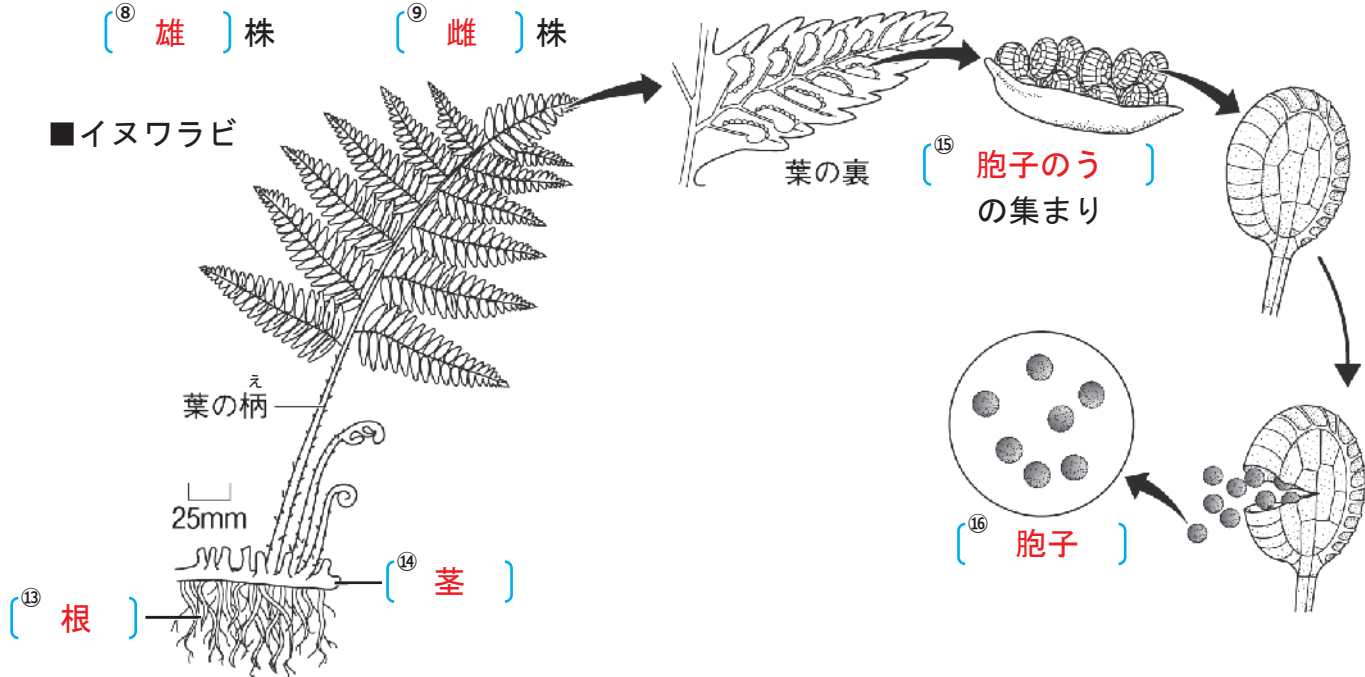 ⑧ 雄 株
⑨ 雌 株
■イヌワラビ
葉の裏
⑮ 胞子のう
の集まり
え
葉の柄
25mm
⑯ 胞子
⑭ 茎
⑬ 根